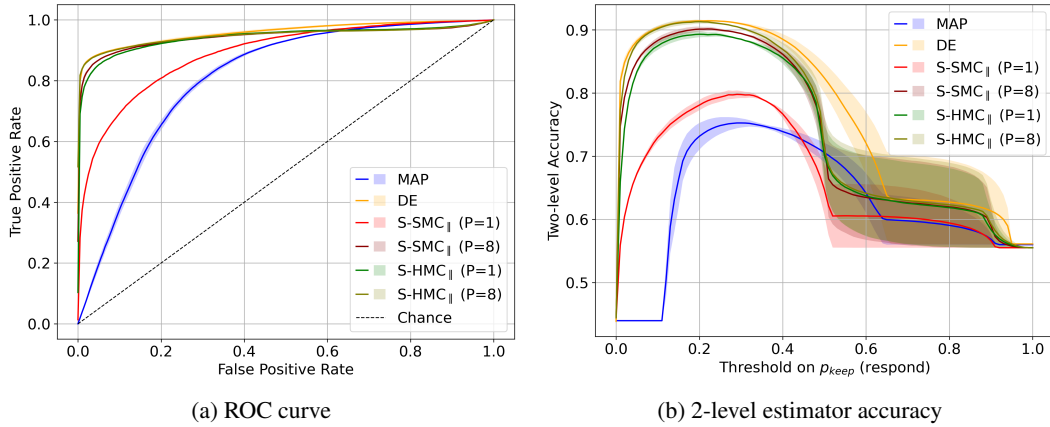 1.0
0.8
0.6
0.4
0.2
0.0
True Positive Rate
0.0 0.2 0.4 0.6 0.8 1.0
False Positive Rate
MAP
DE
S-SMC∥ (P=1)
S-SMC∥ (P=8)
S-HMC∥ (P=1)
S-HMC∥ (P=8)
Chance
(a) ROC curve
0.9
0.8
0.7
0.6
0.5
Two-level Accuracy
0.0 0.2 0.4 0.6 0.8 1.0
Threshold on p_keep (respond)
MAP
DE
S-SMC∥ (P=1)
S-SMC∥ (P=8)
S-HMC∥ (P=1)
S-HMC∥ (P=8)
(b) 2-level estimator accuracy